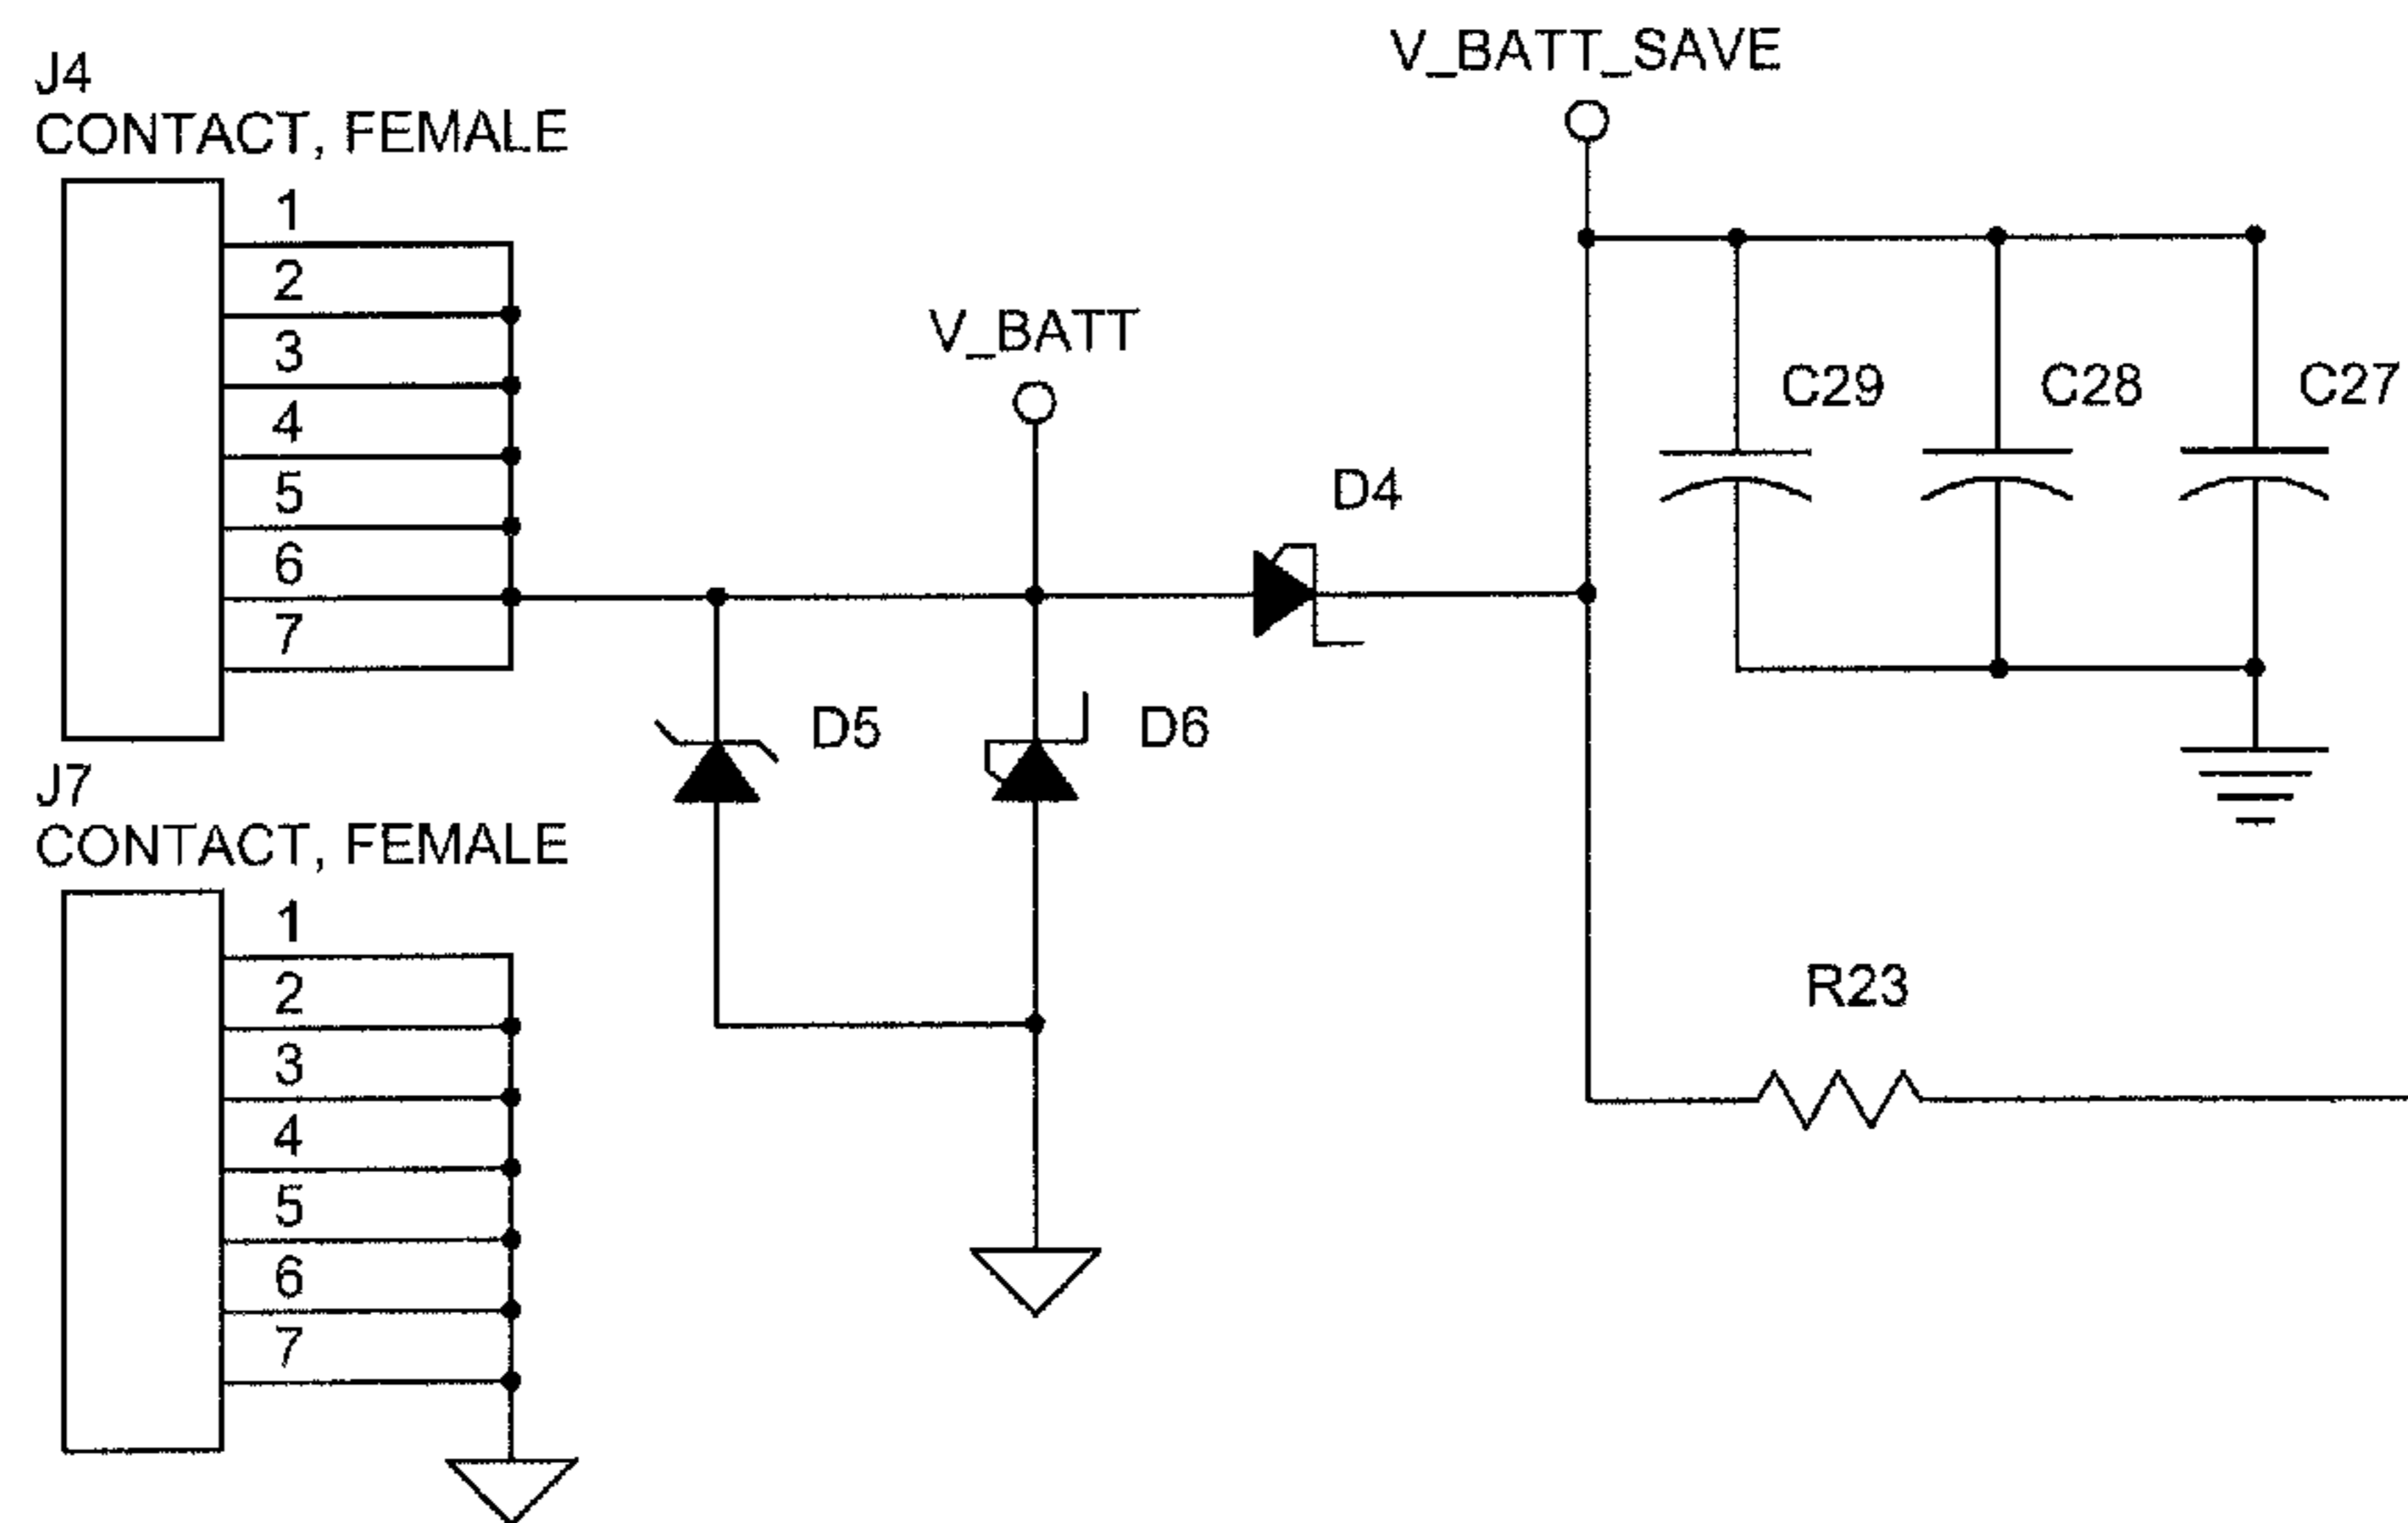 J4
CONTACT, FEMALE
1
2
3
4
5
6
7
J7
CONTACT, FEMALE
1
2
3
4
5
6
7
V_BATT
D5
D6
D4
V_BATT_SAVE
C29
C28
C27
R23